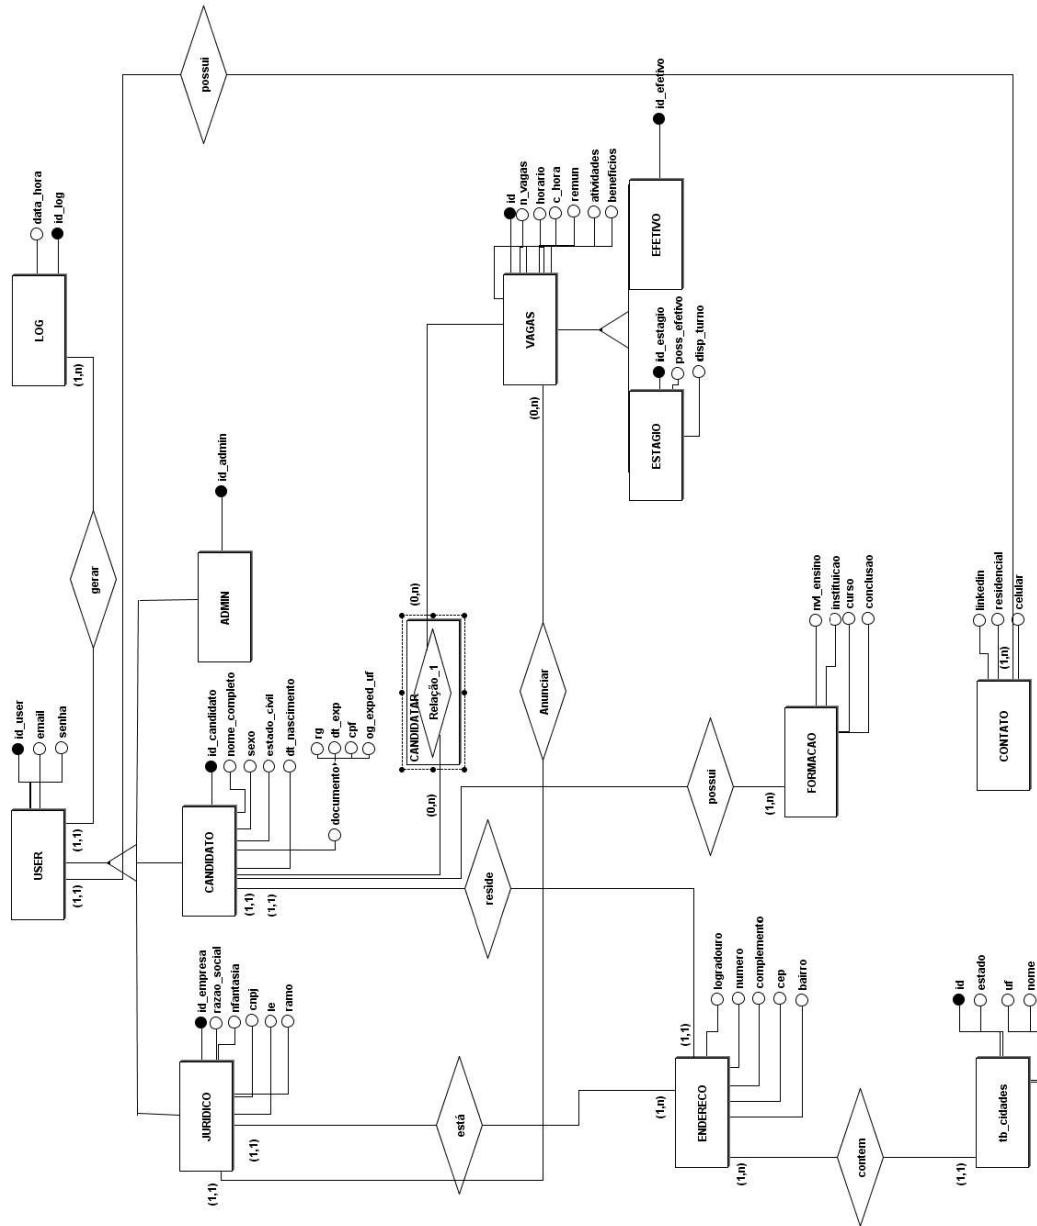 JURIDICO
id_empresa
razao_social
nfantasia
cnpj
Ie
ramo
(1,1)
(1,1)
USER
id_user
email
senha
(1,1)
(1,1)
gerar
LOG
(1,n)
data_hora
id_log
possui
CANDIDATO
id_candidato
nome_completo
sexo
estado_civil
dt_nascimento
documento
rg
dt_exp
cpf
og_exped_uf
(1,1)
(1,1)
ADMIN
id_admin
CANDIDATAR
Relação_1
(0,n)
(0,n)
está
reside
Anunciar
VAGAS
id
n_vagas
horario
c_hora
remun
atividades
beneficios
(0,n)
ESTAGIO
id_estagio
poss_efetivo
disp_turno
EFETIVO
id_efetivo
ENDERECO
logradouro
numero
complemento
cep
bairro
(1,n)
(1,1)
(1,n)
possui
(1,n)
FORMACAO
nvl_ensino
instituicao
curso
conclusao
contem
(1,1)
tb_cidades
id
estado
uf
nome
CONTATO
linkedin
residencial
celular
(1,n)